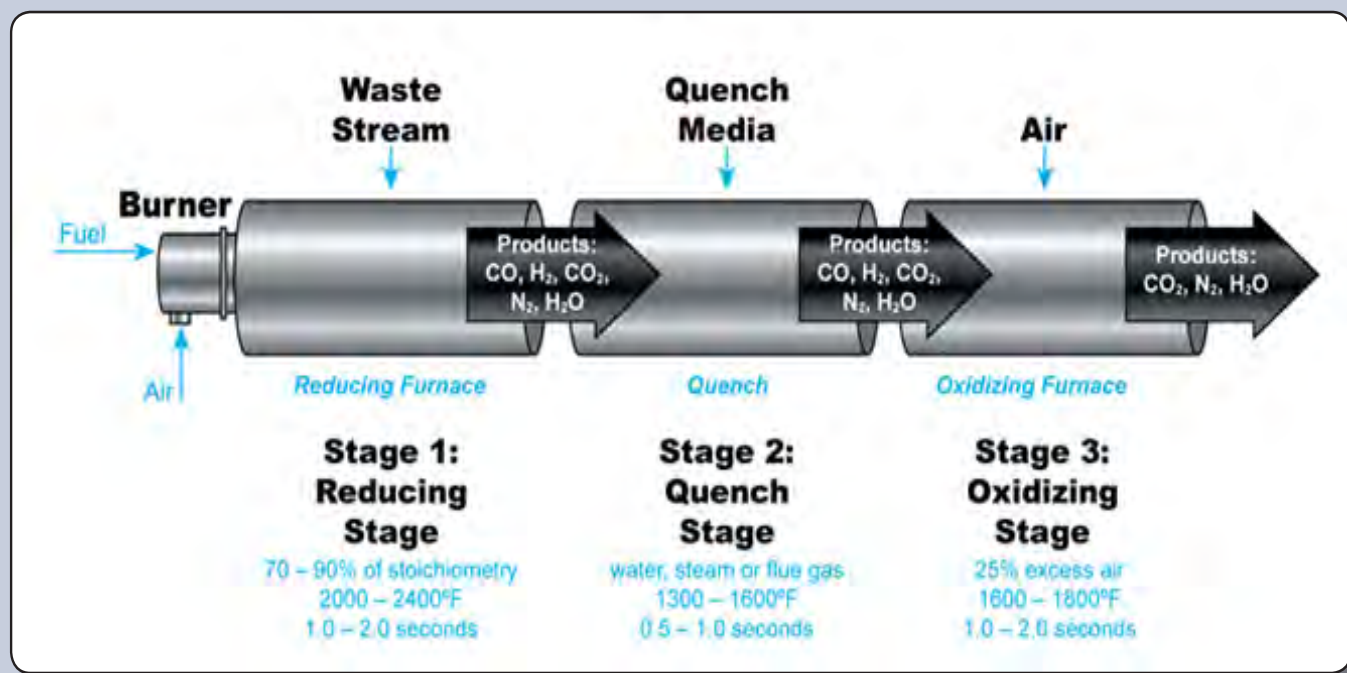 Waste
Stream
Quench
Media
Air
Burner
Fuel
Air
Products:
CO, H₂, CO₂,
N₂, H₂O
Products:
CO, H₂, CO₂,
N₂, H₂O
Products:
CO₂, N₂, H₂O
Reducing Furnace
Quench
Oxidizing Furnace
Stage 1:
Reducing
Stage
70 – 90% of stoichiometry
2000 – 2400ºF
1.0 – 2.0 seconds
Stage 2:
Quench
Stage
water, steam or flue gas
1300 – 1600ºF
0.5 – 1.0 seconds
Stage 3:
Oxidizing
Stage
25% excess air
1600 – 1800ºF
1.0 – 2.0 seconds